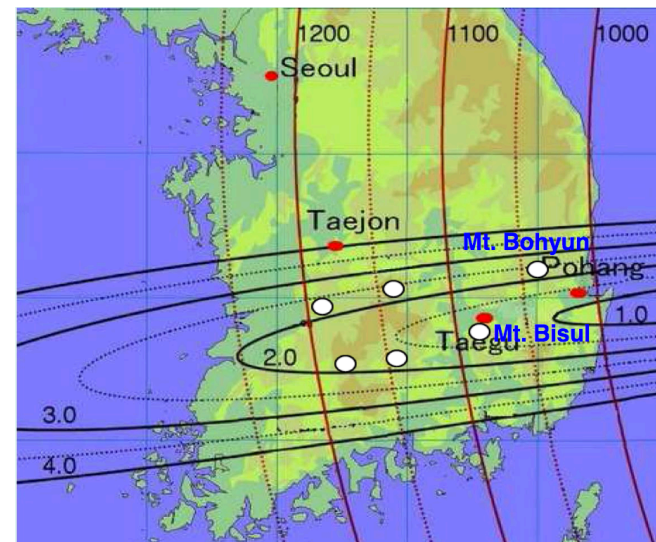 1200
1100
1000
Seoul
Taejon
Mt. Bohyun
Pohang
1.0
Taegu
Mt. Bisul
2.0
3.0
4.0